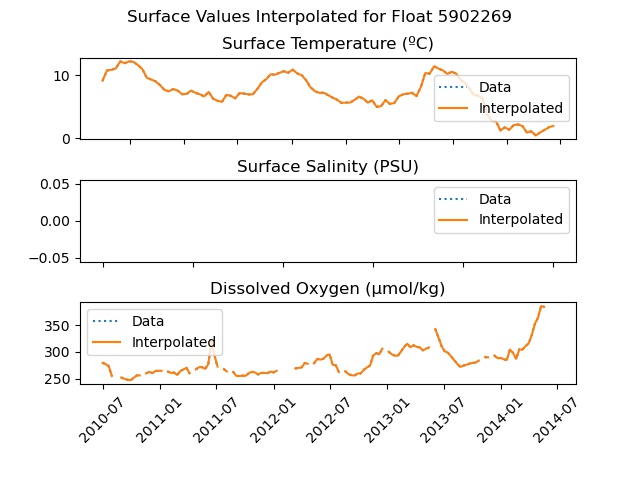 Surface Values Interpolated for Float 5902269
Surface Temperature (ºC)
10
0
Data
Interpolated
Surface Salinity (PSU)
0.05
0.00
−0.05
Data
Interpolated
Dissolved Oxygen (μmol/kg)
350
300
250
Data
Interpolated
2010-07
2011-01
2011-07
2012-01
2012-07
2013-01
2013-07
2014-01
2014-07